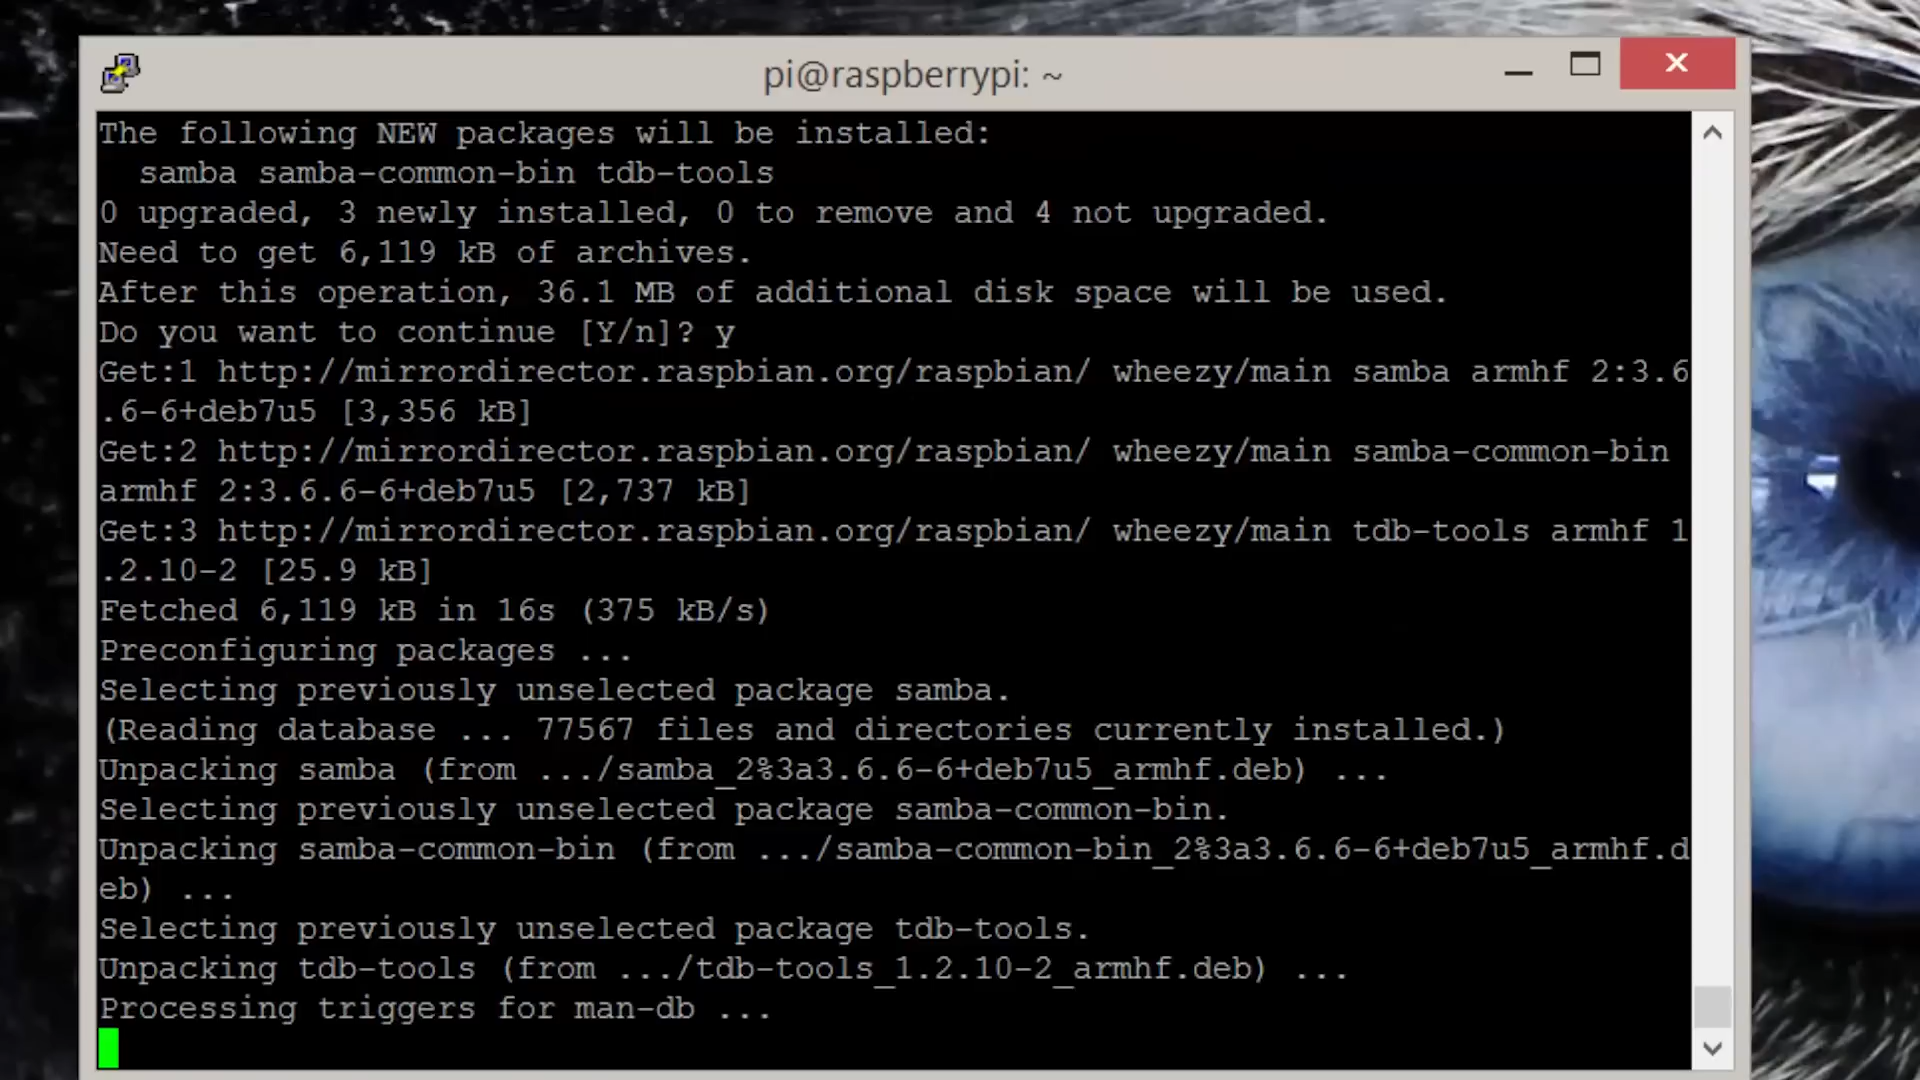 pi@raspberrypi: ~
The following NEW packages will be installed:
samba samba-common-bin tdb-tools
0 upgraded, 3 newly installed, 0 to remove and 4 not upgraded.
Need to get 6,119 kB of archives.
After this operation, 36.1 MB of additional disk space will be used.
Do you want to continue [Y/n]? y
Get:1 http://mirrordirector.raspbian.org/raspbian/ wheezy/main samba armhf 2:3.6
.6-6+deb7u5 [3,356 kB]
Get:2 http://mirrordirector.raspbian.org/raspbian/ wheezy/main samba-common-bin
armhf 2:3.6.6-6+deb7u5 [2,737 kB]
Get:3 http://mirrordirector.raspbian.org/raspbian/ wheezy/main tdb-tools armhf 1
.2.10-2 [25.9 kB]
Fetched 6,119 kB in 16s (375 kB/s)
Preconfiguring packages ...
Selecting previously unselected package samba.
(Reading database ... 77567 files and directories currently installed.)
Unpacking samba (from .../samba_2%3a3.6.6-6+deb7u5_armhf.deb) ...
Selecting previously unselected package samba-common-bin.
Unpacking samba-common-bin (from .../samba-common-bin_2%3a3.6.6-6+deb7u5_armhf.d
eb) ...
Selecting previously unselected package tdb-tools.
Unpacking tdb-tools (from .../tdb-tools_1.2.10-2_armhf.deb) ...
Processing triggers for man-db ...